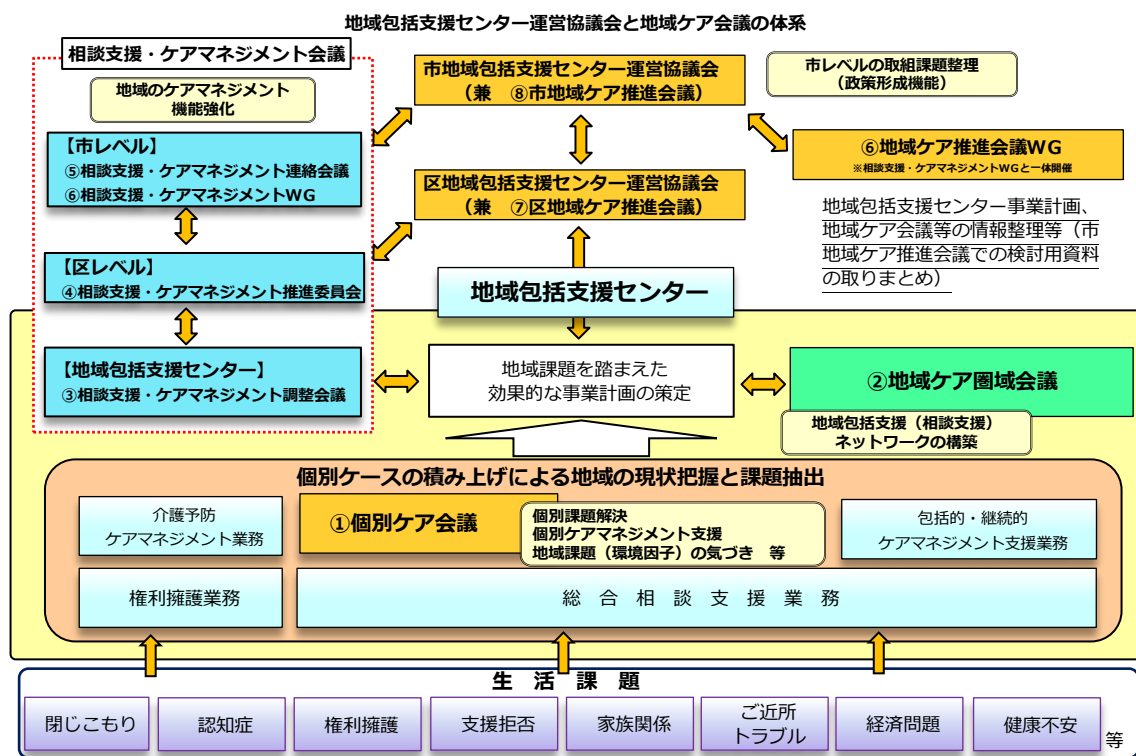 地域包括支援センター運営協議会と地域ケア会議の体系
相談支援・ケアマネジメント会議
地域のケアマネジメント
機能強化
【市レベル】
⑤相談支援・ケアマネジメント連絡会議
⑥相談支援・ケアマネジメントWG
【区レベル】
④相談支援・ケアマネジメント推進委員会
【地域包括支援センター】
③相談支援・ケアマネジメント調整会議
市地域包括支援センター運営協議会
（兼　⑧市地域ケア推進会議）
区地域包括支援センター運営協議会
（兼　⑦区地域ケア推進会議）
地域包括支援センター
地域課題を踏まえた
効果的な事業計画の策定
市レベルの取組課題整理
（政策形成機能）
⑥地域ケア推進会議WG
※相談支援・ケアマネジメントWGと一体開催
地域包括支援センター事業計画、
地域ケア会議等の情報整理等（市
地域ケア推進会議での検討用資料
の取りまとめ）
②地域ケア圏域会議
地域包括支援（相談支援）
ネットワークの構築
個別ケースの積み上げによる地域の現状把握と課題抽出
介護予防
ケアマネジメント業務
①個別ケア会議
個別課題解決
個別ケアマネジメント支援
地域課題（環境因子）の気づき　等
包括的・継続的
ケアマネジメント支援業務
権利擁護業務
総　合　相　談　支　援　業　務
生　活　課　題
閉じこもり
認知症
権利擁護
支援拒否
家族関係
ご近所
トラブル
経済問題
健康不安
等